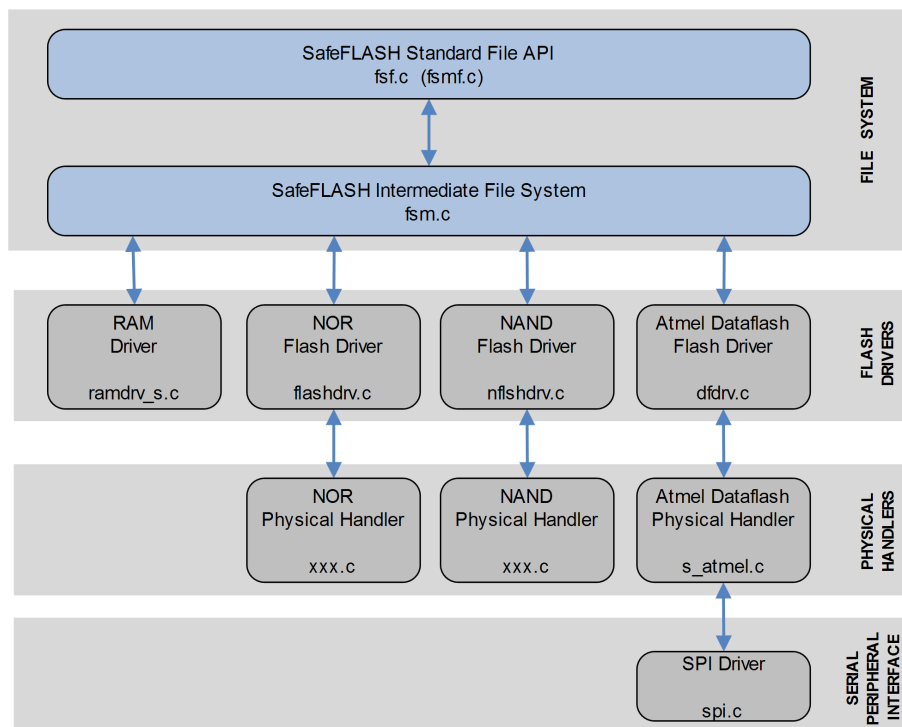 SafeFLASH Standard File API
fsf.c (fsmf.c)
FILE SYSTEM
SafeFLASH Intermediate File System
fsm.c
RAM
Driver
ramdrv_s.c
NOR
Flash Driver
flashdrv.c
NAND
Flash Driver
nflshdrv.c
Atmel Dataflash
Flash Driver
dfdrv.c
FLASH
DRIVERS
NOR
Physical Handler
xxx.c
NAND
Physical Handler
xxx.c
Atmel Dataflash
Physical Handler
s_atmel.c
PHYSICAL
HANDLERS
SPI Driver
spi.c
SERIAL
PERIPHERAL
INTERFACE